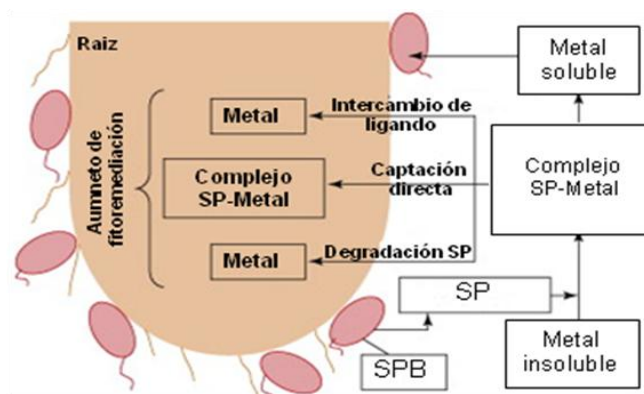 Raiz
Metal
soluble
Intercámbio de
ligando
Metal
Aumneto de
fitoremediación
Complejo
SP-Metal
Captación
directa
Complejo
SP-Metal
Metal
Degradación SP
SP
Metal
insoluble
SPB